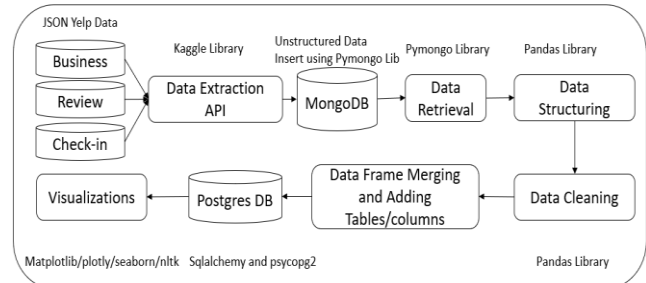 JSON Yelp Data
Business
Review
Check-in
Kaggle Library
Data Extraction
API
Unstructured Data
Insert using Pymongo Lib
MongoDB
Pymongo Library
Data
Retrieval
Pandas Library
Data
Structuring
Visualizations
Postgres DB
Data Frame Merging
and Adding
Tables/columns
Data Cleaning
Matplotlib/plotly/seaborn/nltk
Sqlalchemy and psycopg2
Pandas Library